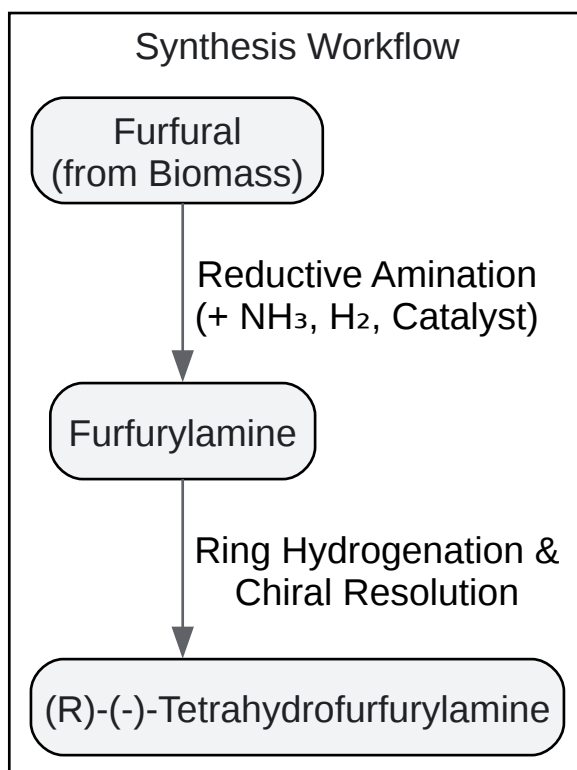 Synthesis Workflow
Furfural
(from Biomass)
Reductive Amination
(+ NH₃, H₂, Catalyst)
Furfurylamine
Ring Hydrogenation &
Chiral Resolution
(R)-(-)-Tetrahydrofurfurylamine